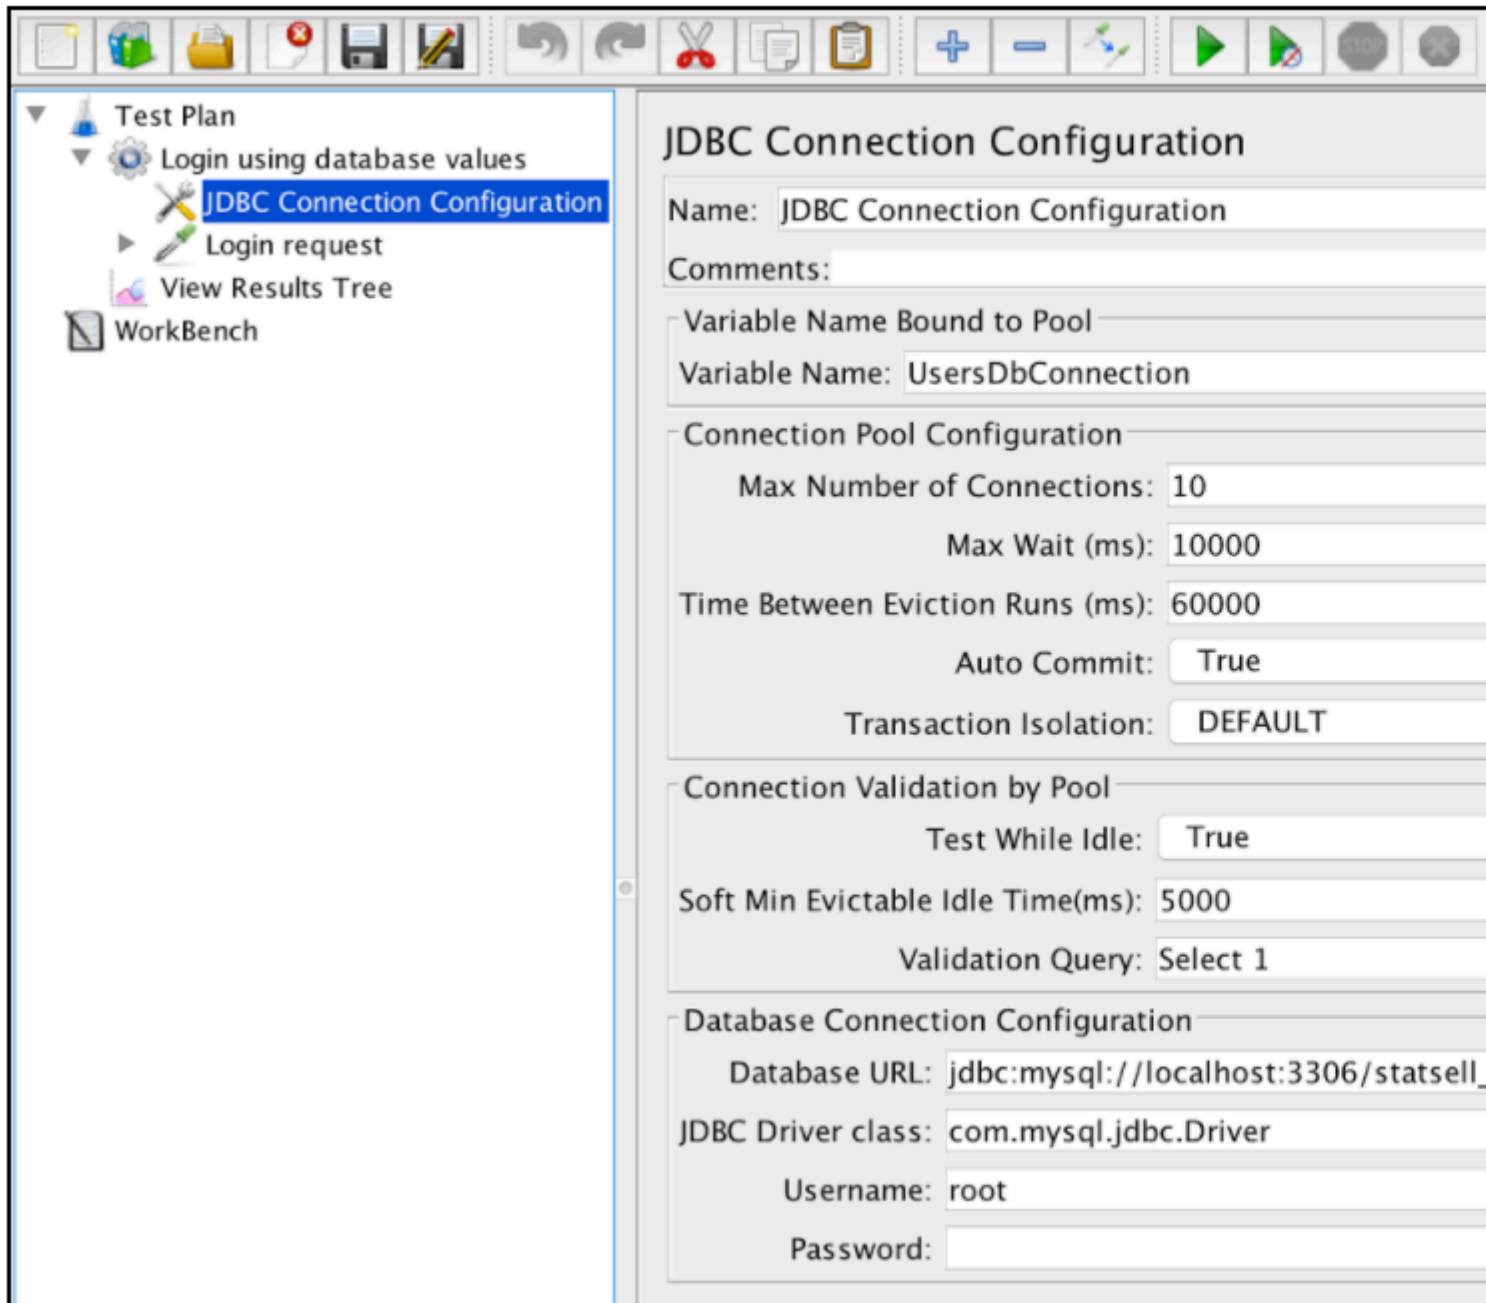 STOP
Test Plan
Login using database values
JDBC Connection Configuration
Login request
View Results Tree
WorkBench
JDBC Connection Configuration
Name: JDBC Connection Configuration
Comments:
Variable Name Bound to Pool
Variable Name: UsersDbConnection
Connection Pool Configuration
Max Number of Connections: 10
Max Wait (ms): 10000
Time Between Eviction Runs (ms): 60000
Auto Commit: True
Transaction Isolation: DEFAULT
Connection Validation by Pool
Test While Idle: True
Soft Min Evictable Idle Time(ms): 5000
Validation Query: Select 1
Database Connection Configuration
Database URL: jdbc:mysql://localhost:3306/statsell_
JDBC Driver class: com.mysql.jdbc.Driver
Username: root
Password: